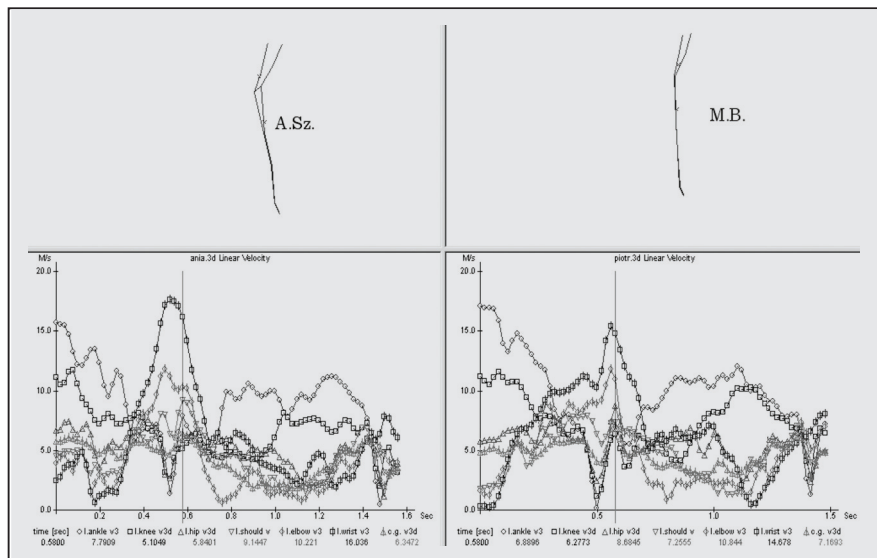 A.Sz.
M.B.
M/s ania.3d Linear Velocity
20.0
15.0
10.0
5.0
0.0
0.2 0.4 0.6 0.8 1.0 1.2 1.4 1.6 Sec
time [sec] l.ankle v3 l.knee v3d l.hip v3d l.should v l.elbow v3 l.wrist v3 c.g. v3d
0.5800 7.7909 5.1049 5.8401 9.1447 10.221 16.036 6.3472
M/s piotr.3d Linear Velocity
20.0
15.0
10.0
5.0
0.0
0.5 1.0 1.5 Sec
time [sec] l.ankle v3 l.knee v3d l.hip v3d l.should v l.elbow v3 l.wrist v3 c.g. v3d
0.5800 6.8896 6.2773 8.6845 7.2555 10.844 14.678 7.1693